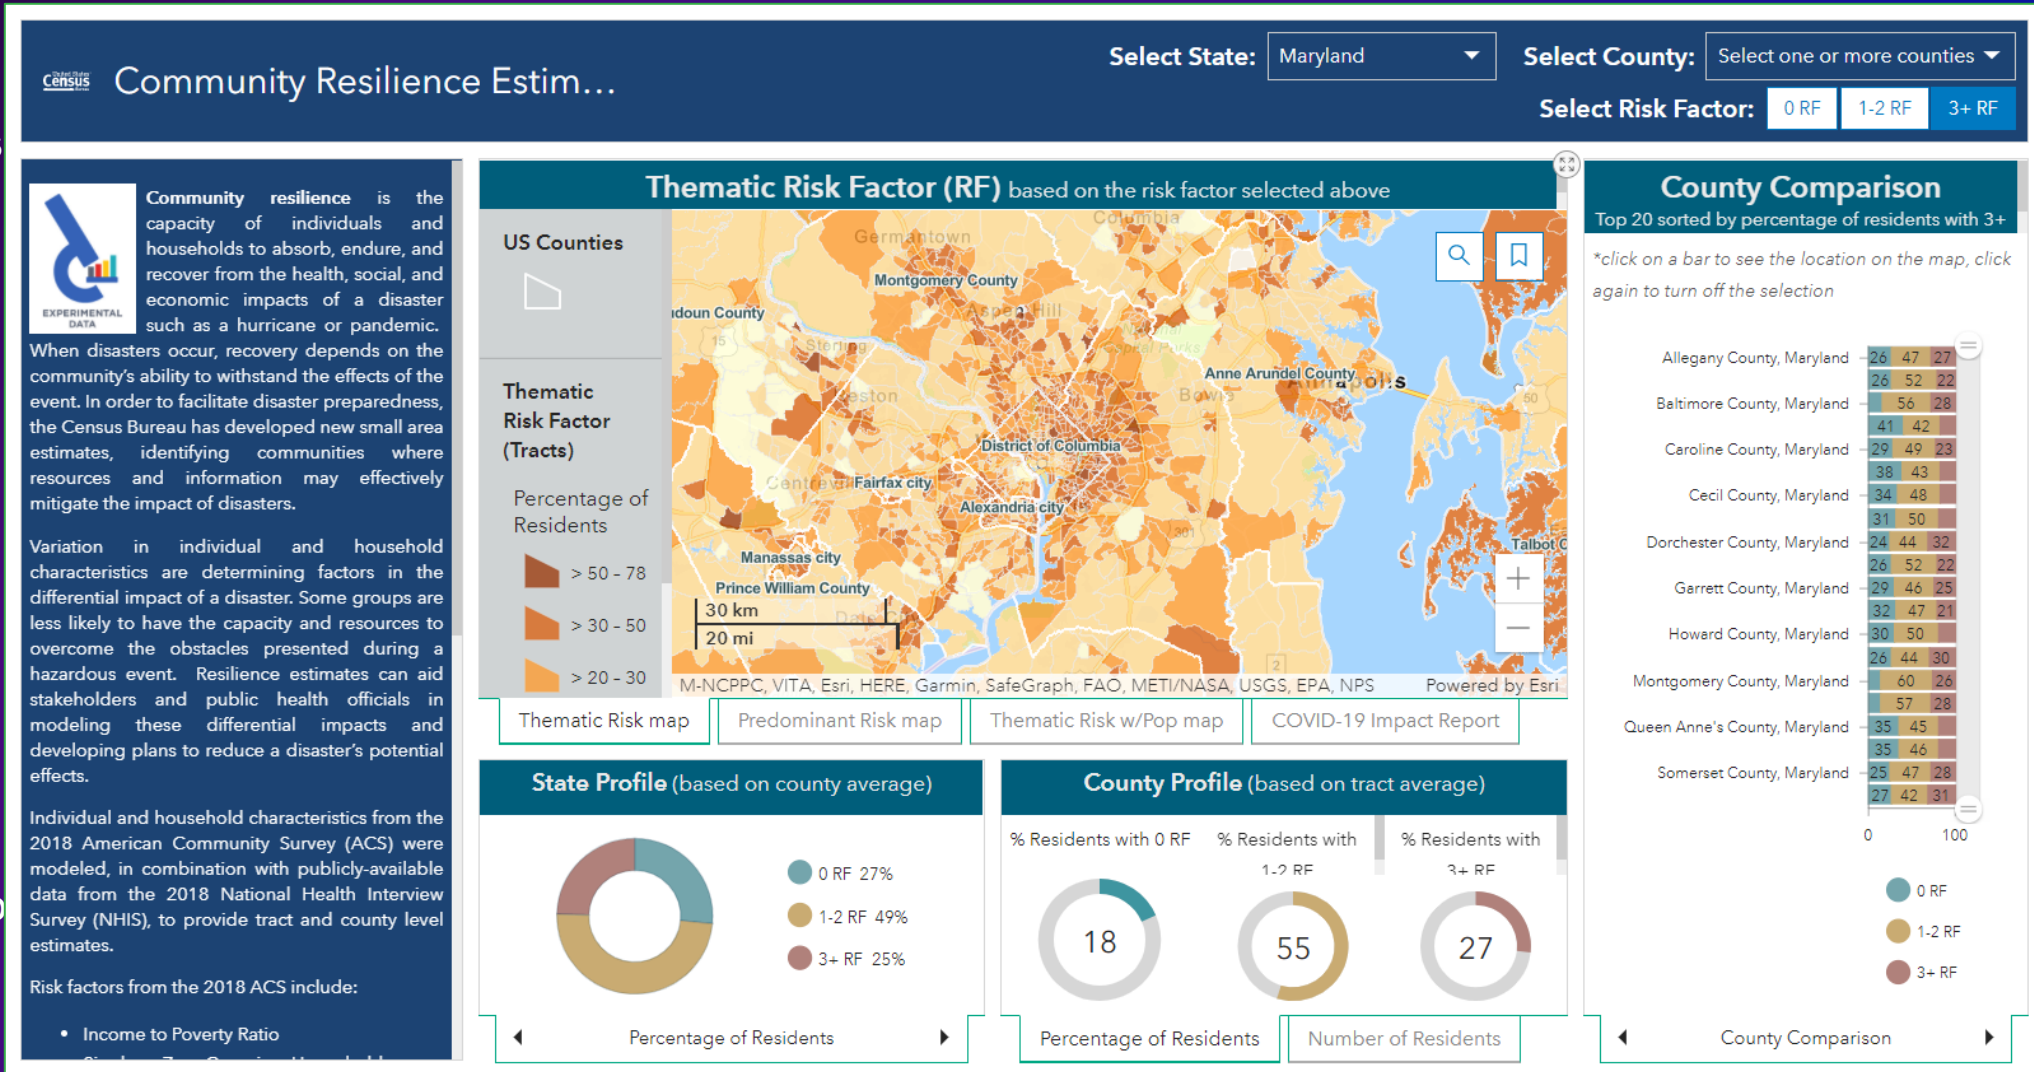 United States®
Census
Bureau
Community Resilience Estim...
Select State:
Maryland
Select County:
Select one or more counties
Select Risk Factor:
0 RF
1-2 RF
3+ RF
EXPERIMENTAL
DATA
Community resilience is the
capacity of individuals and
households to absorb, endure, and
recover from the health, social, and
economic impacts of a disaster
such as a hurricane or pandemic.
When disasters occur, recovery depends on the
community's ability to withstand the effects of the
event. In order to facilitate disaster preparedness,
the Census Bureau has developed new small area
estimates, identifying communities where
resources and information may effectively
mitigate the impact of disasters.
Variation in individual and household
characteristics are determining factors in the
differential impact of a disaster. Some groups are
less likely to have the capacity and resources to
overcome the obstacles presented during a
hazardous event. Resilience estimates can aid
stakeholders and public health officials in
modeling these differential impacts and
developing plans to reduce a disaster's potential
effects.
Individual and household characteristics from the
2018 American Community Survey (ACS) were
modeled, in combination with publicly-available
data from the 2018 National Health Interview
Survey (NHIS), to provide tract and county level
estimates.
Risk factors from the 2018 ACS include:
• Income to Poverty Ratio
Thematic Risk Factor (RF) based on the risk factor selected above
US Counties
Thematic
Risk Factor
(Tracts)
Percentage of
Residents
> 50 - 78
> 30 - 50
> 20 - 30
Columbia
Germantown
Montgomery County
Aspen Hill
udoun County
15
Sterling
National
Capital Parks
Anne Arundel County
Annapolis
Reston
Bowie
50
District of Columbia
Centreville
Fairfax city
Alexandria city
301
Manassas city
Talbot C
Prince William County
Dale City
30 km
20 mi
2
+
−
M-NCPPC, VITA, Esri, HERE, Garmin, SafeGraph, FAO, METI/NASA, USGS, EPA, NPS
Powered by Esri
Thematic Risk map
Predominant Risk map
Thematic Risk w/Pop map
COVID-19 Impact Report
State Profile (based on county average)
0 RF 27%
1-2 RF 49%
3+ RF 25%
Percentage of Residents
County Profile (based on tract average)
% Residents with 0 RF
18
% Residents with
1-2 RF
55
% Residents with
3+ RF
27
Percentage of Residents
Number of Residents
County Comparison
Top 20 sorted by percentage of residents with 3+
*click on a bar to see the location on the map, click
again to turn off the selection
Allegany County, Maryland 26 47 27
26 52 22
Baltimore County, Maryland 56 28
41 42
Caroline County, Maryland 29 49 23
38 43
Cecil County, Maryland 34 48
31 50
Dorchester County, Maryland 24 44 32
26 52 22
Garrett County, Maryland 29 46 25
32 47 21
Howard County, Maryland 30 50
26 44 30
Montgomery County, Maryland 60 26
57 28
Queen Anne's County, Maryland 35 45
35 46
Somerset County, Maryland 25 47 28
27 42 31
0 100
0 RF
1-2 RF
3+ RF
County Comparison